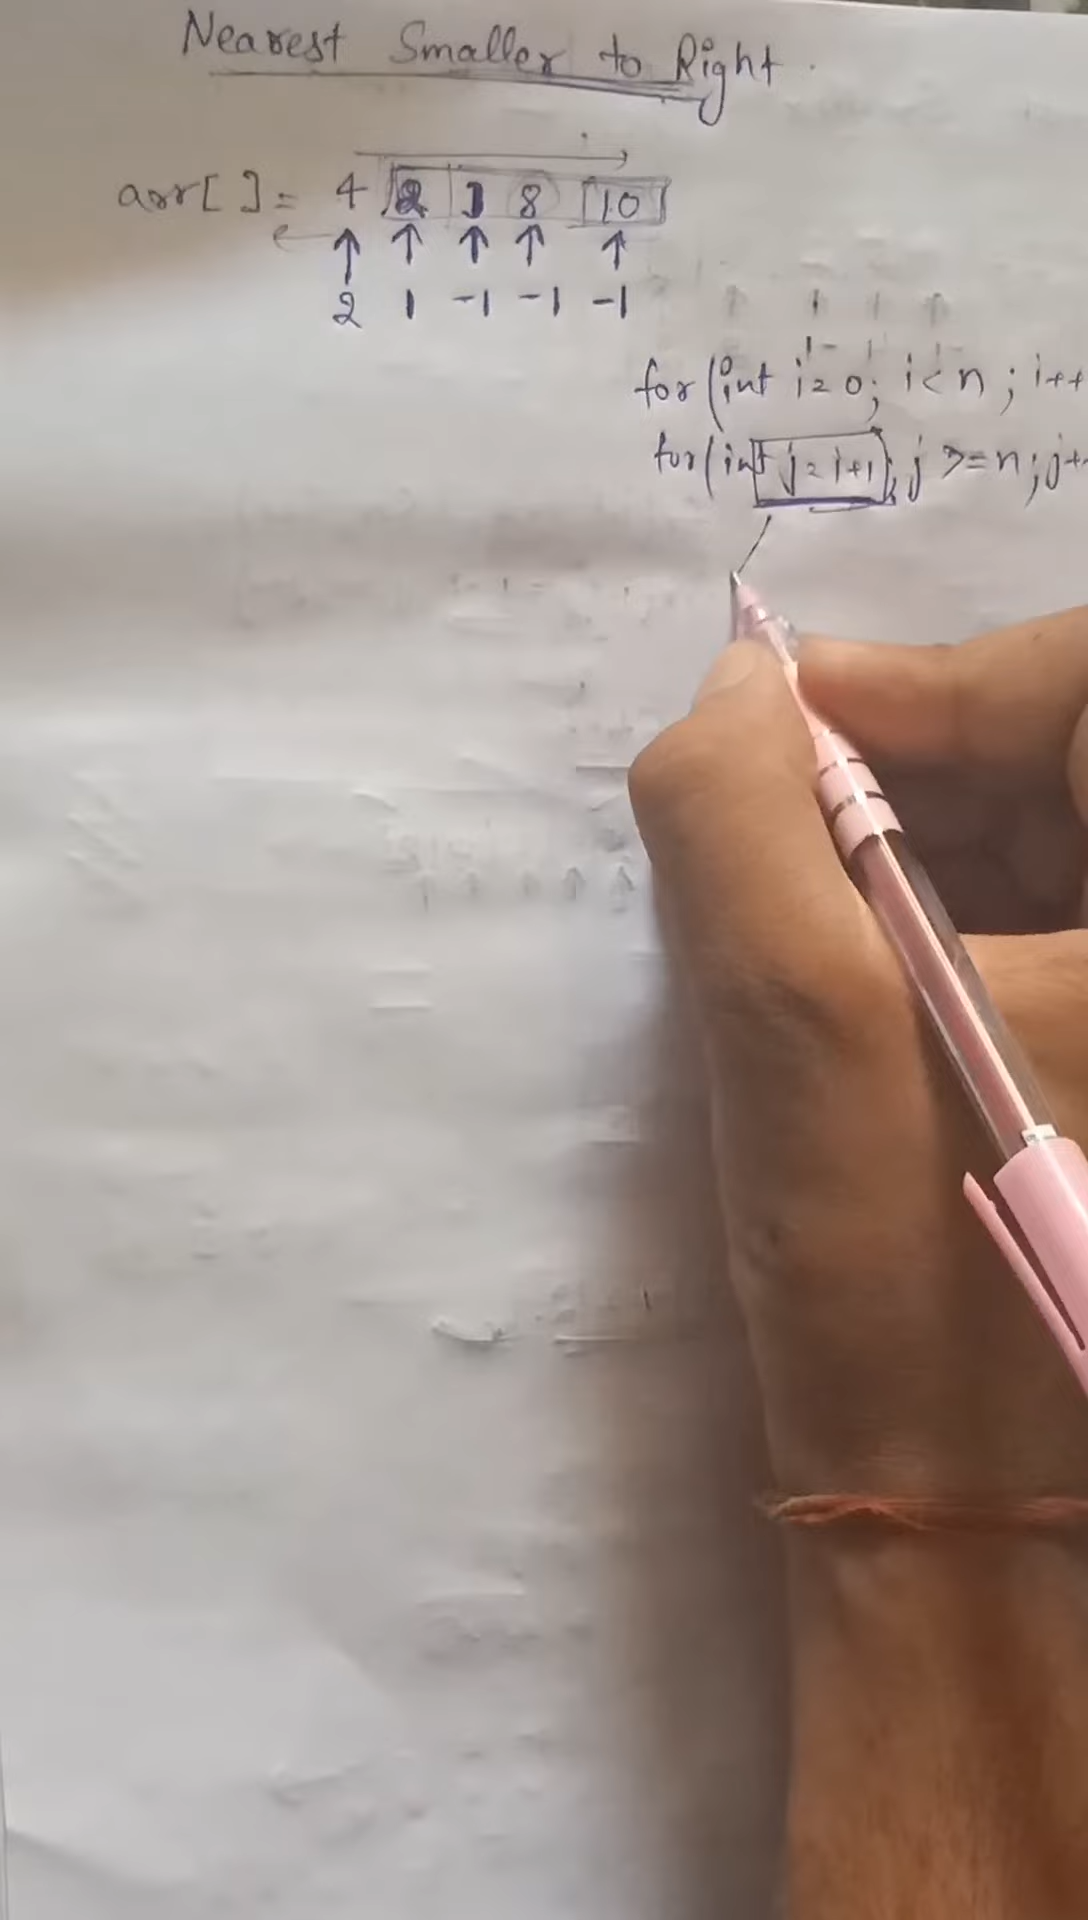 Nearest Smaller to Right.
arr[ ] = 4 2 1 8 10
2 1 -1 -1 -1
for(int i=0; i<n; i++
for(int j=i+1; j>=n; j+